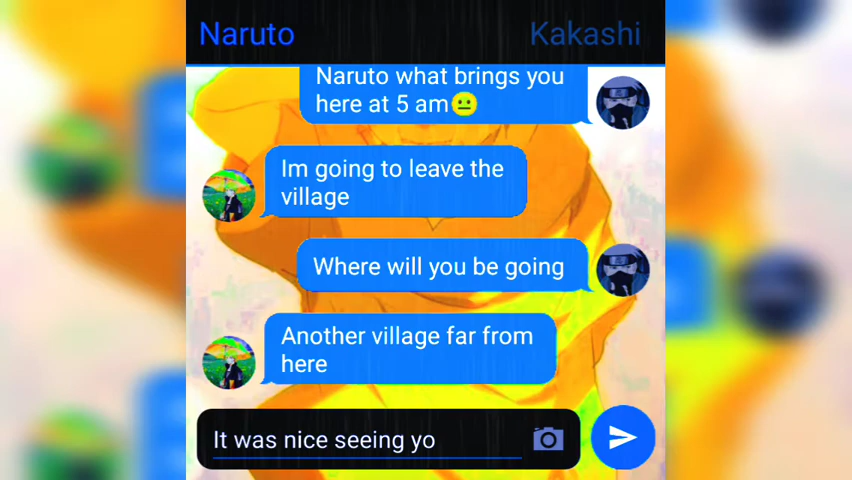 Naruto
Kakashi
Naruto what brings you
here at 5 am😐
Im going to leave the
village
Where will you be going
Another village far from
here
It was nice seeing yo